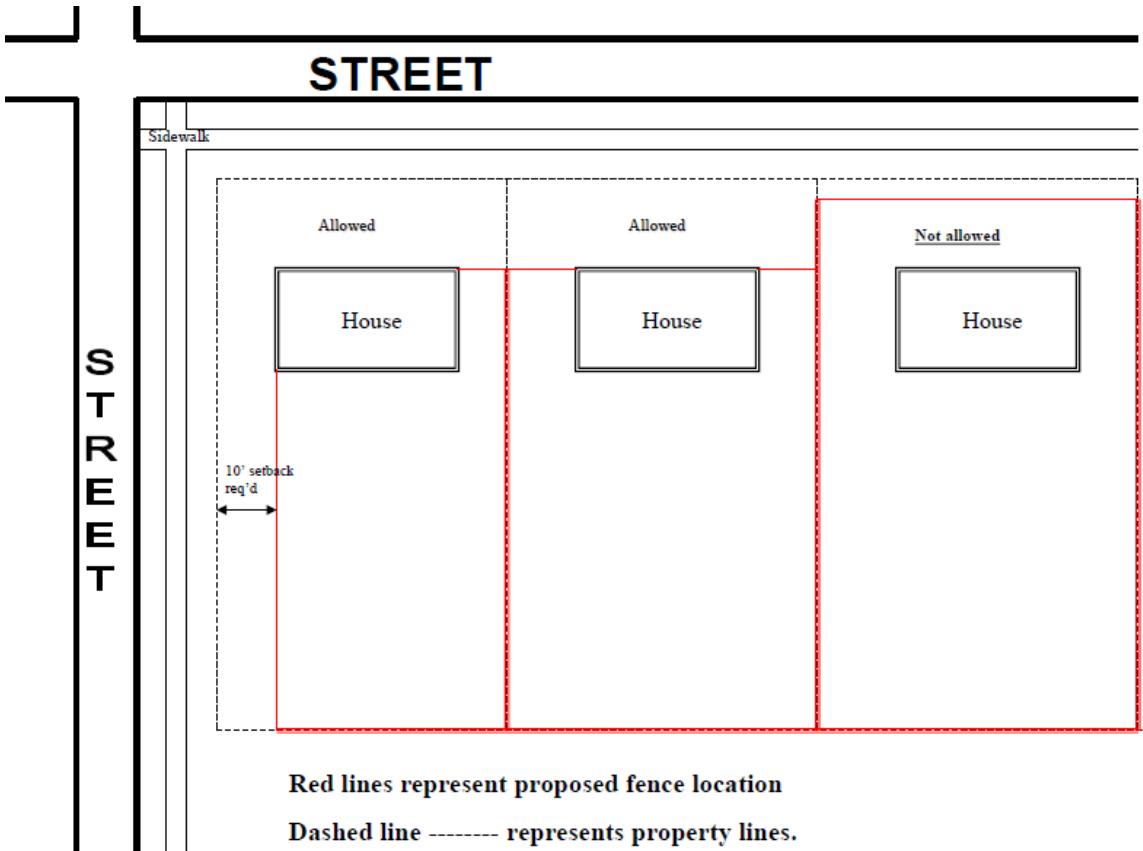 STREET
Sidewalk
Allowed
Allowed
Not allowed
House
House
House
STREET
10’ setback
req’d
Red lines represent proposed fence location
Dashed line -------- represents property lines.